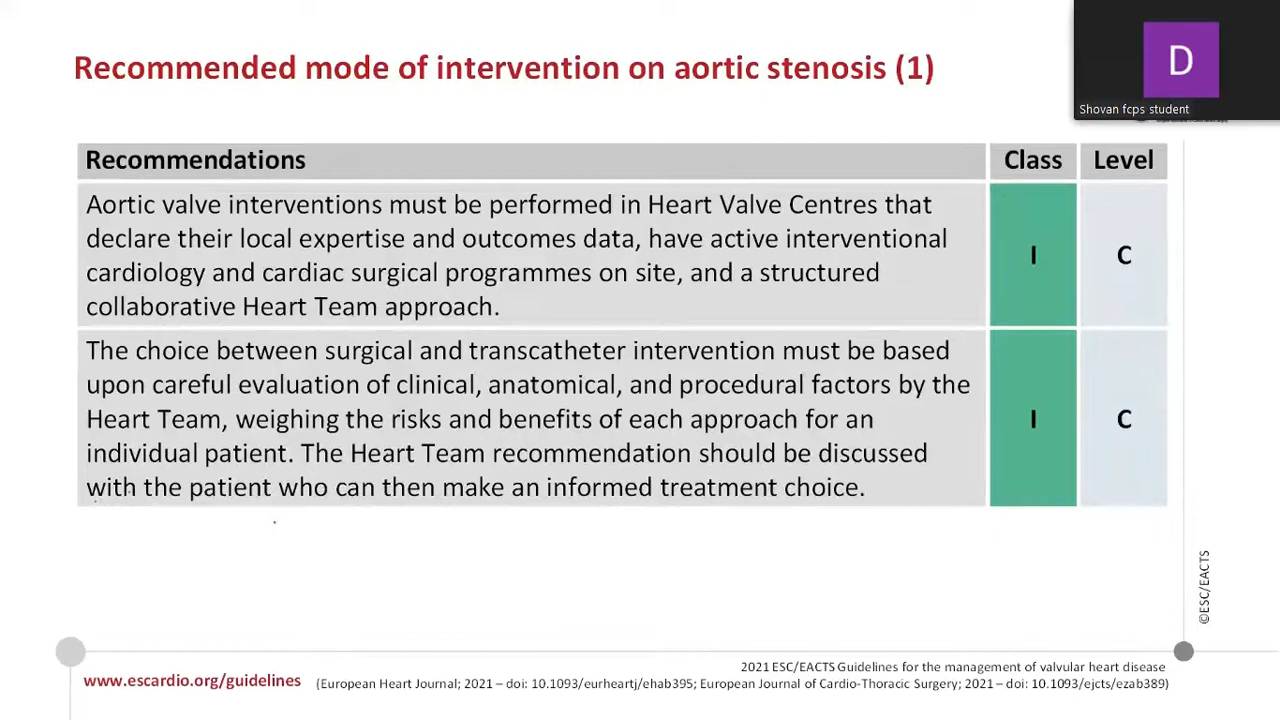 Recommended mode of intervention on aortic stenosis (1)
D
Shovan fcps student
Recommendations Class Level
Aortic valve interventions must be performed in Heart Valve Centres that
declare their local expertise and outcomes data, have active interventional
cardiology and cardiac surgical programmes on site, and a structured
collaborative Heart Team approach.
I C
The choice between surgical and transcatheter intervention must be based
upon careful evaluation of clinical, anatomical, and procedural factors by the
Heart Team, weighing the risks and benefits of each approach for an
individual patient. The Heart Team recommendation should be discussed
with the patient who can then make an informed treatment choice.
I C
©ESC/EACTS
www.escardio.org/guidelines
2021 ESC/EACTS Guidelines for the management of valvular heart disease
(European Heart Journal; 2021 – doi: 10.1093/eurheartj/ehab395; European Journal of Cardio-Thoracic Surgery; 2021 – doi: 10.1093/ejcts/ezab389)